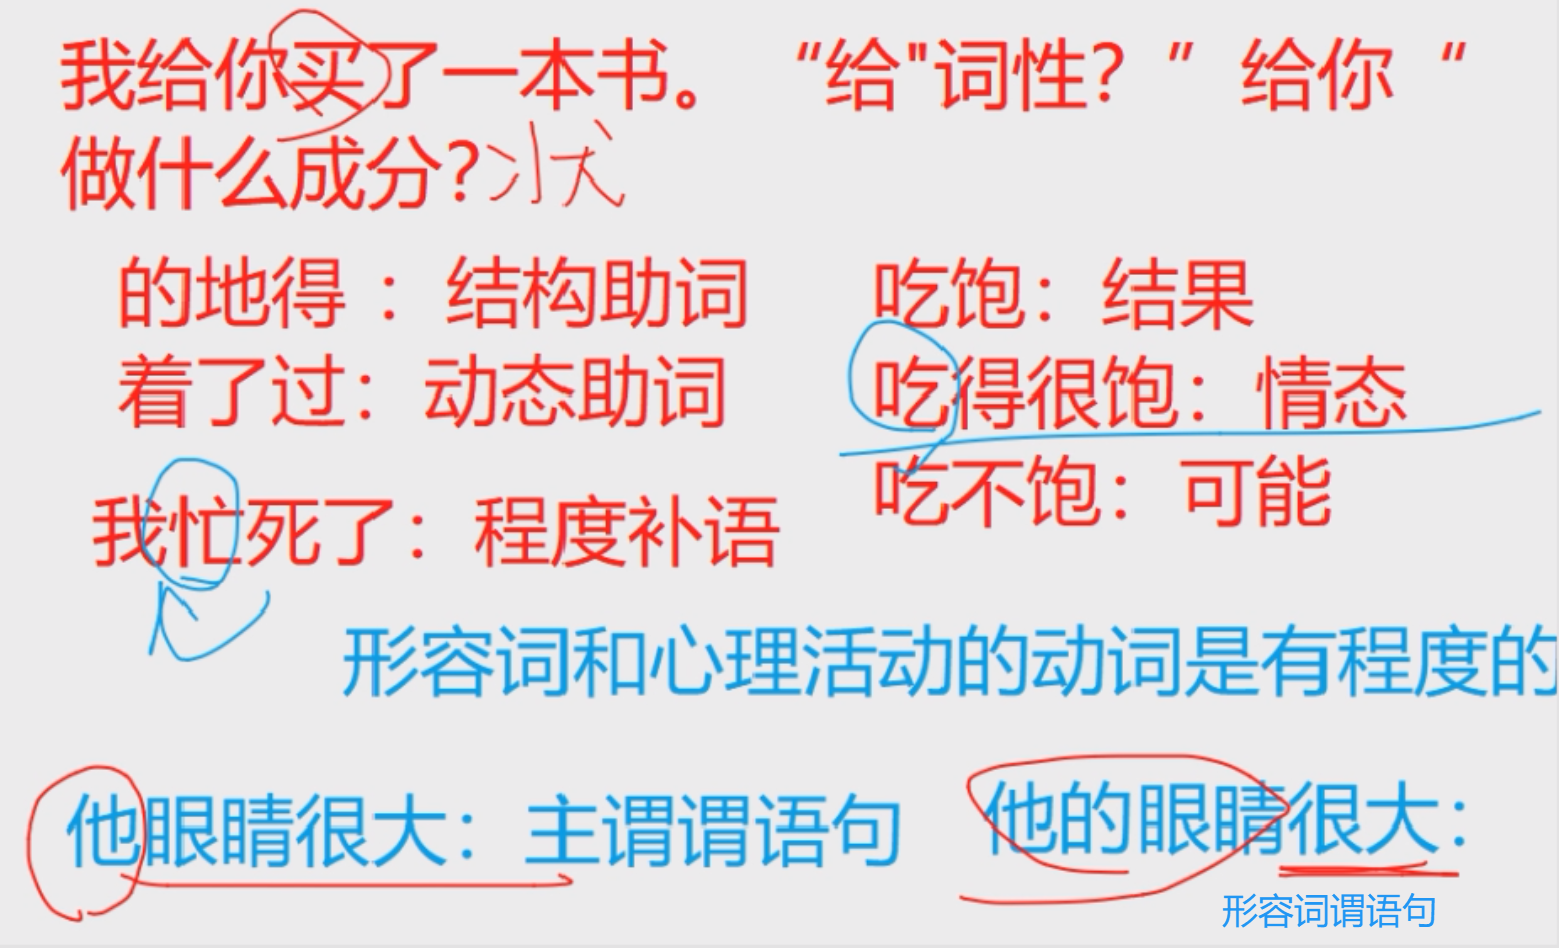 我给你买了一本书。 “给"词性？ ”给你“
做什么成分？状
的地得：结构助词
着了过：动态助词
吃饱：结果
吃得很饱：情态
吃不饱：可能
我忙死了：程度补语
形容词和心理活动的动词是有程度的
他眼睛很大：主谓谓语句
他的眼睛很大：
形容词谓语句